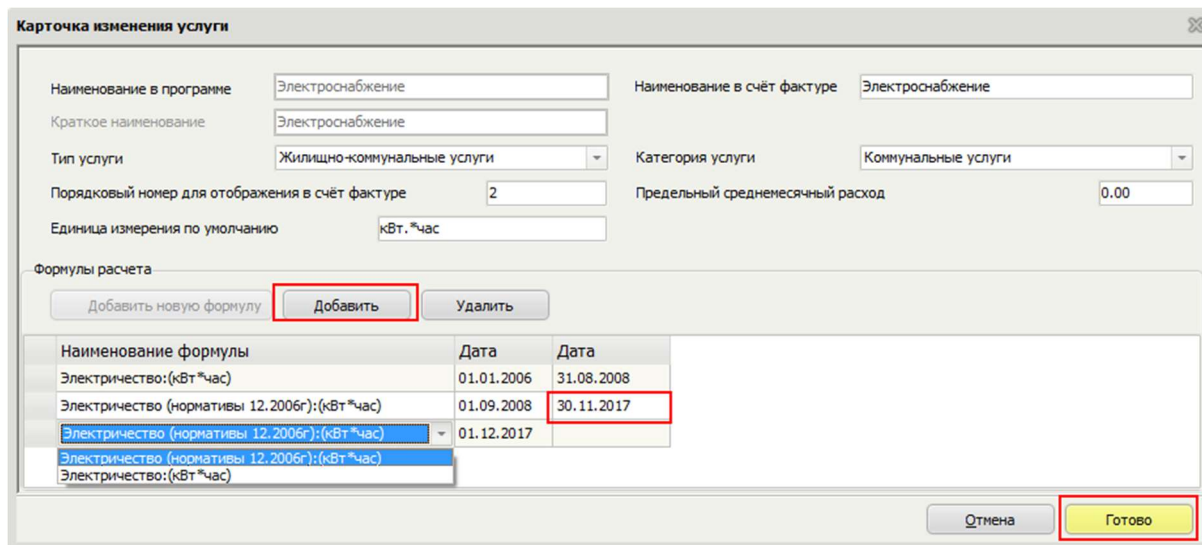 Карточка изменения услуги
Наименование в программе Электроснабжение Наименование в счёт фактуре Электроснабжение
Краткое наименование Электроснабжение
Тип услуги Жилищно-коммунальные услуги Категория услуги Коммунальные услуги
Порядковый номер для отображения в счёт фактуре 2 Предельный среднемесячный расход 0.00
Единица измерения по умолчанию кВт.*час
Формулы расчета
Добавить новую формулу Добавить Удалить
Наименование формулы Дата Дата
Электричество:(кВт*час) 01.01.2006 31.08.2008
Электричество (нормативы 12.2006г):(кВт*час) 01.09.2008 30.11.2017
Электричество (нормативы 12.2006г):(кВт*час) 01.12.2017
Электричество (нормативы 12.2006г):(кВт*час)
Электричество:(кВт*час)
Отмена Готово